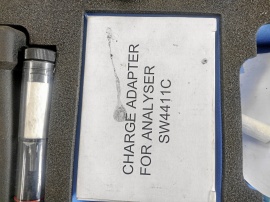 CHARGE ADAPTER
FOR ANALYSER
SW4411C